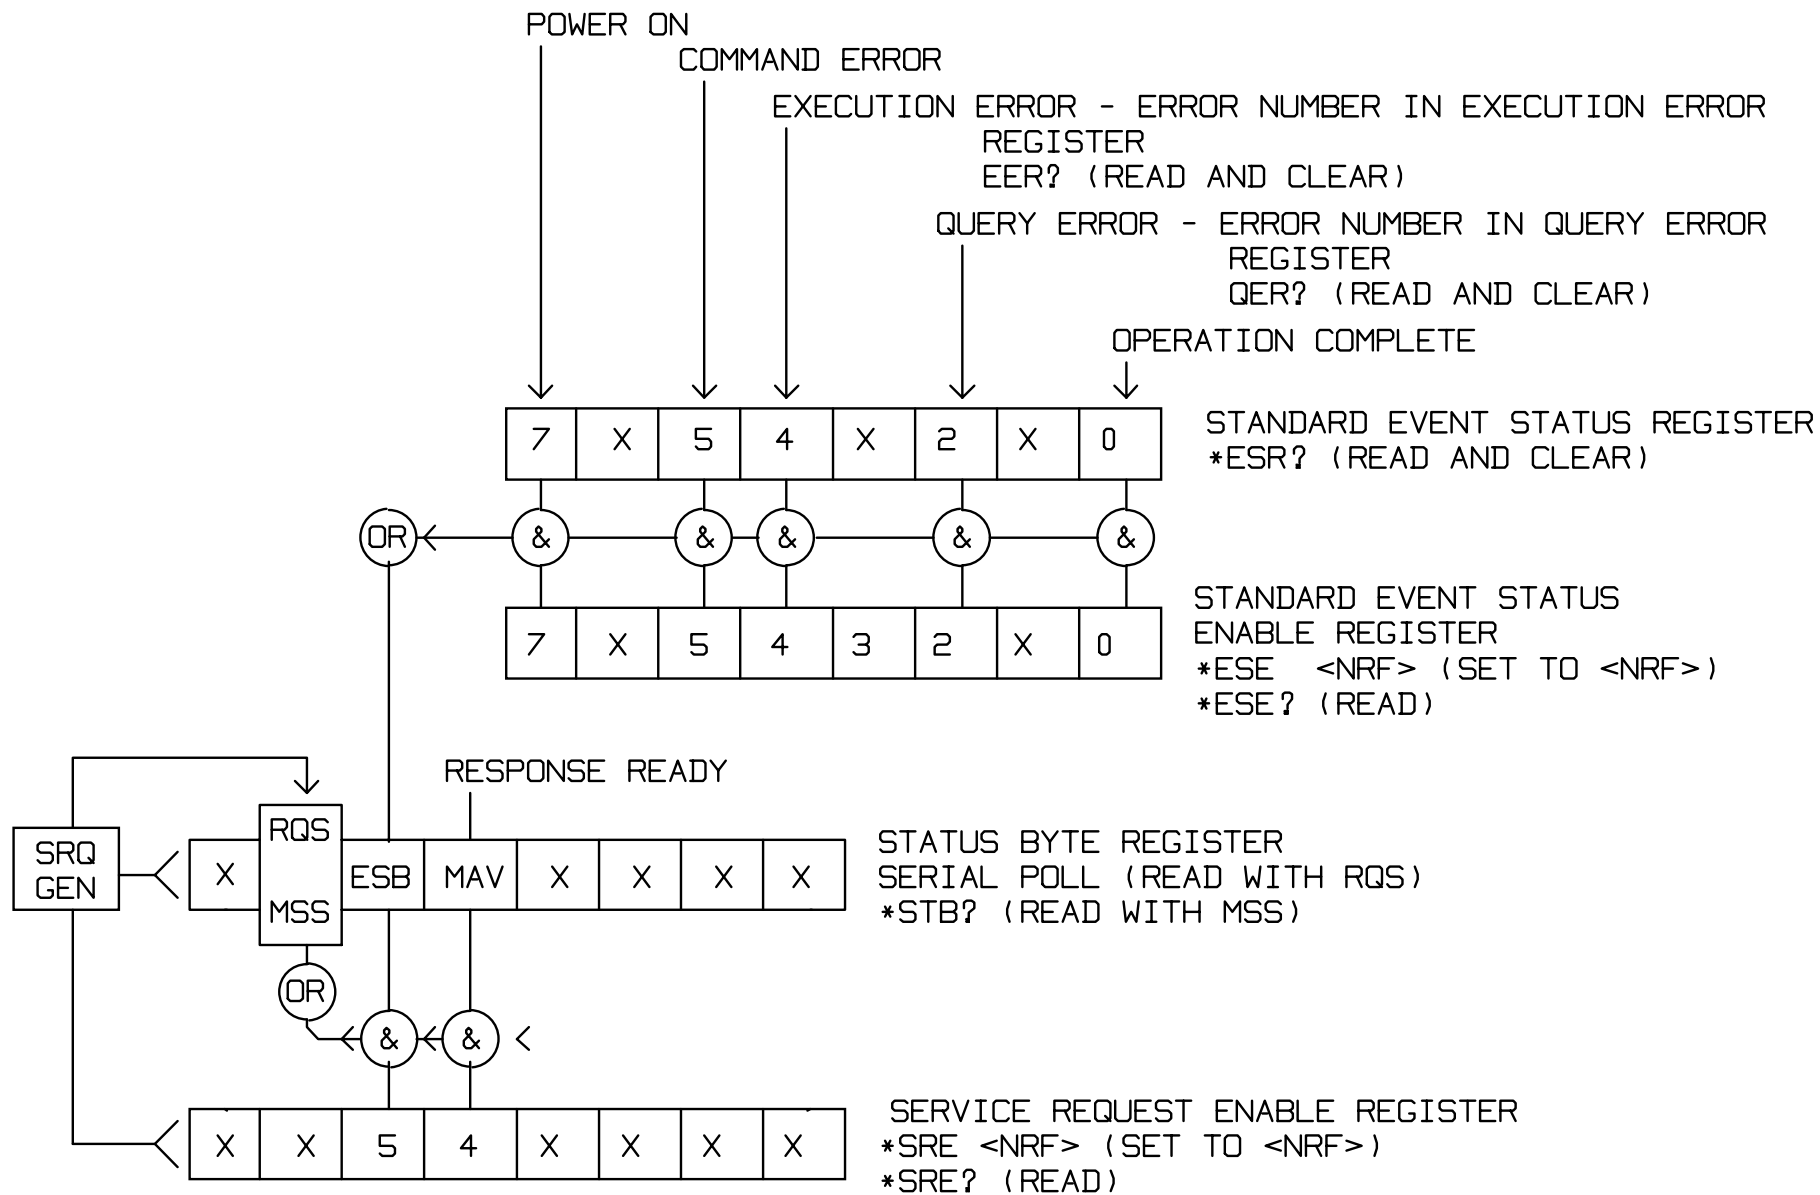 POWER ON
COMMAND ERROR
EXECUTION ERROR - ERROR NUMBER IN EXECUTION ERROR
REGISTER
EER? (READ AND CLEAR)
QUERY ERROR - ERROR NUMBER IN QUERY ERROR
REGISTER
QER? (READ AND CLEAR)
OPERATION COMPLETE
7 X 5 4 X 2 X 0
STANDARD EVENT STATUS REGISTER
*ESR? (READ AND CLEAR)
OR & & & & &
7 X 5 4 3 2 X 0
STANDARD EVENT STATUS
ENABLE REGISTER
*ESE <NRF> (SET TO <NRF>)
*ESE? (READ)
RESPONSE READY
SRQ
GEN
RQS
X ESB MAV X X X X
MSS
STATUS BYTE REGISTER
SERIAL POLL (READ WITH RQS)
*STB? (READ WITH MSS)
OR
& &
X X 5 4 X X X X
SERVICE REQUEST ENABLE REGISTER
*SRE <NRF> (SET TO <NRF>)
*SRE? (READ)